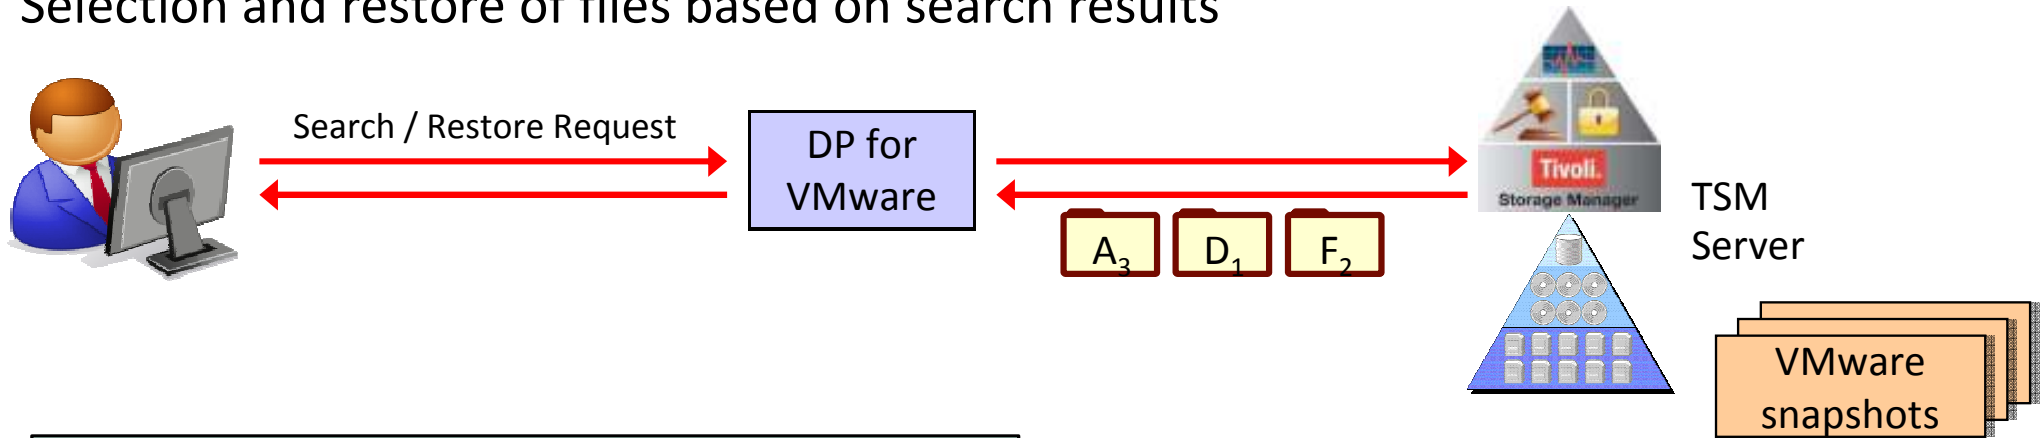 Selection and restore of files based on search results
Search / Restore Request
DP for
VMware
Tivoli.
Storage Manager
TSM
Server
A3
D1
F2
VMware
snapshots